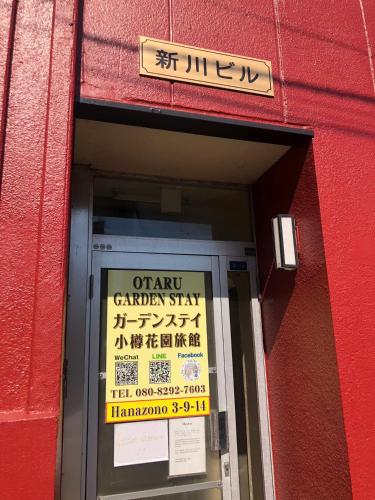 新川ビル
OTARU
GARDEN STAY
ガーデンステイ
小樽花園旅館
WeChat LINE Facebook
TEL 080-8292-7603
Hanazono 3-9-14